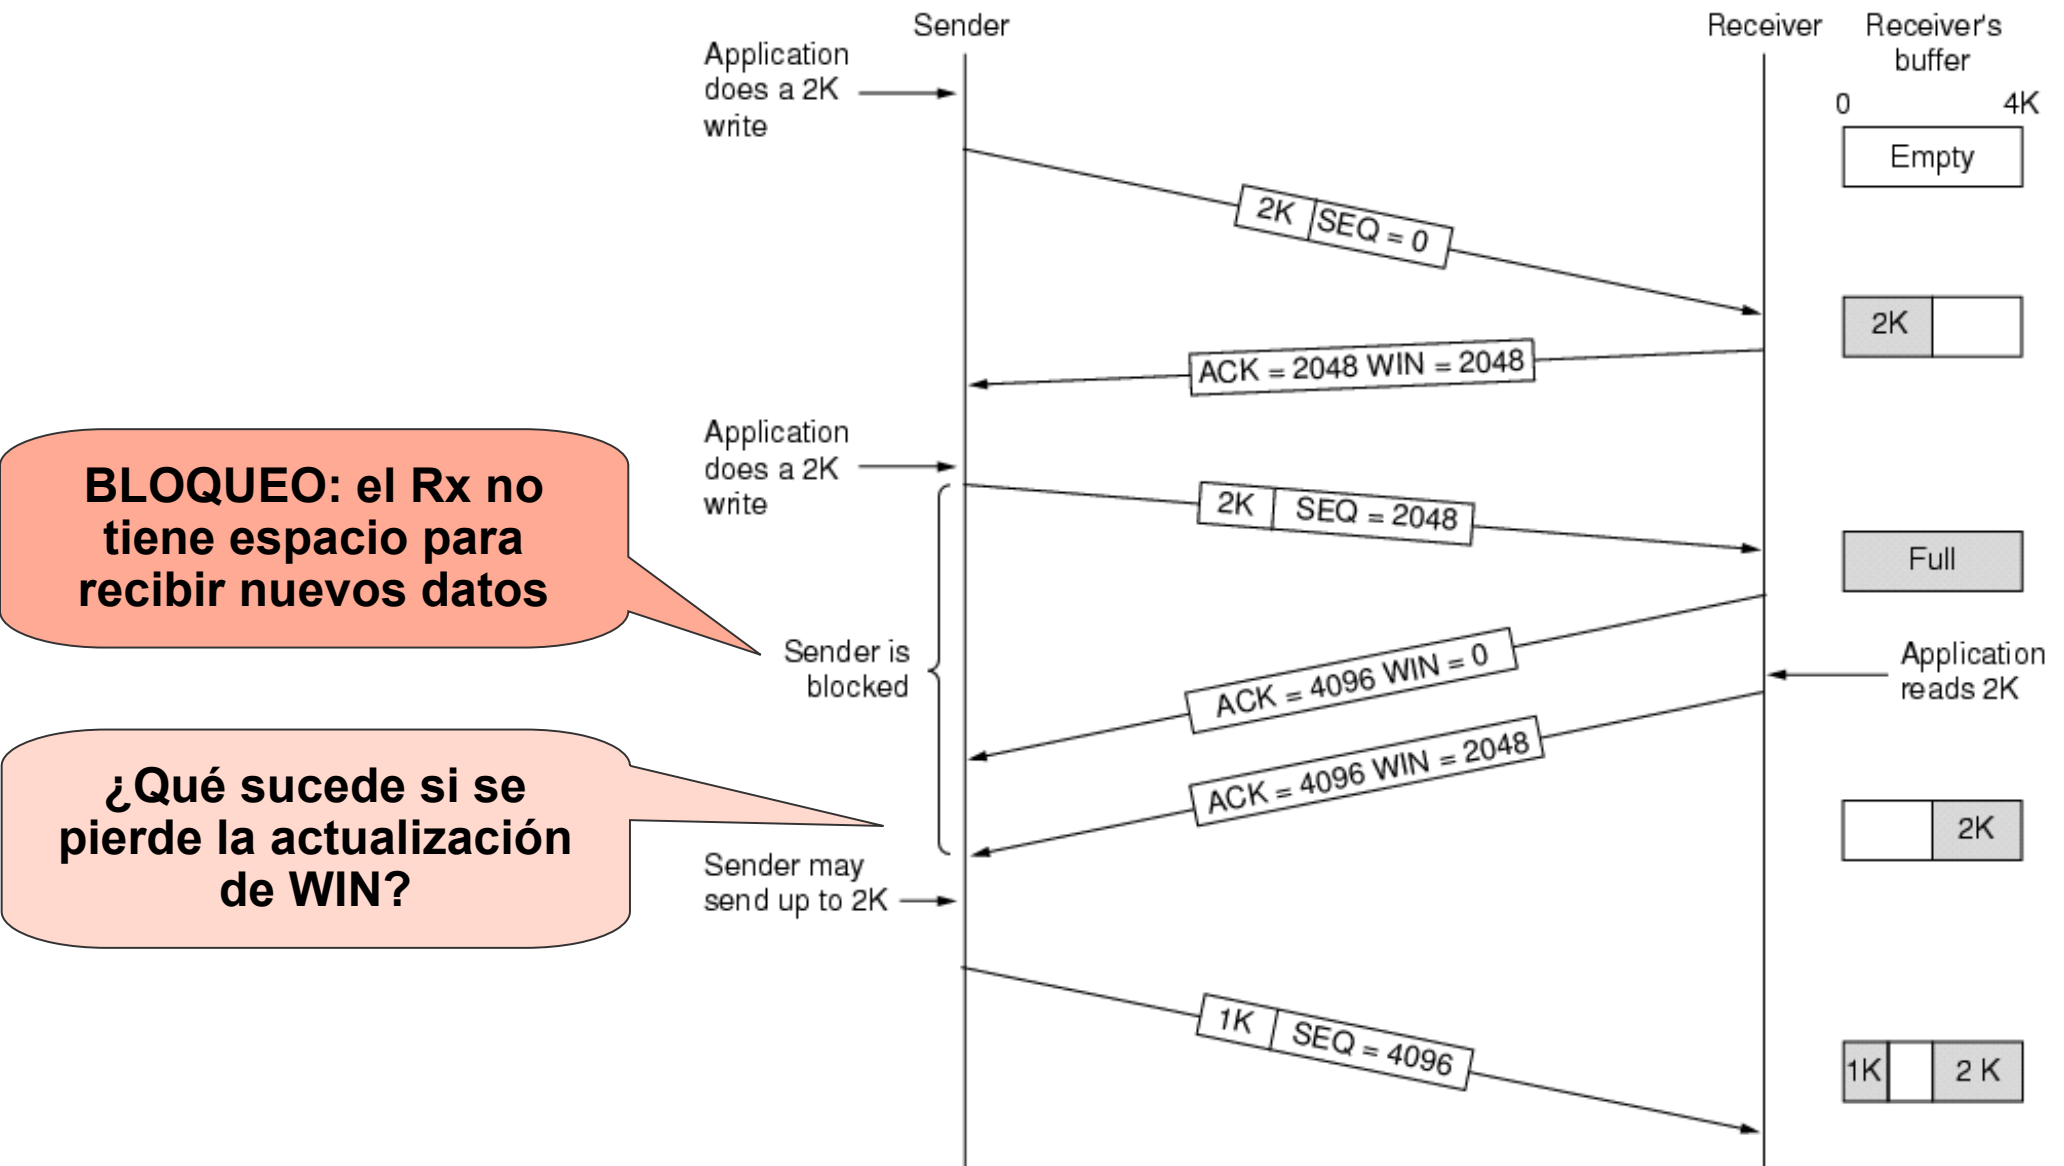 Sender
Receiver
Receiver's
buffer
Application
does a 2K
write
0
4K
Empty
2K
SEQ = 0
2K
ACK = 2048 WIN = 2048
Application
does a 2K
write
BLOQUEO: el Rx no
tiene espacio para
recibir nuevos datos
2K
SEQ = 2048
Full
Sender is
blocked
ACK = 4096 WIN = 0
Application
reads 2K
ACK = 4096 WIN = 2048
¿Qué sucede si se
pierde la actualización
de WIN?
2K
Sender may
send up to 2K
1K
SEQ = 4096
1K
2 K